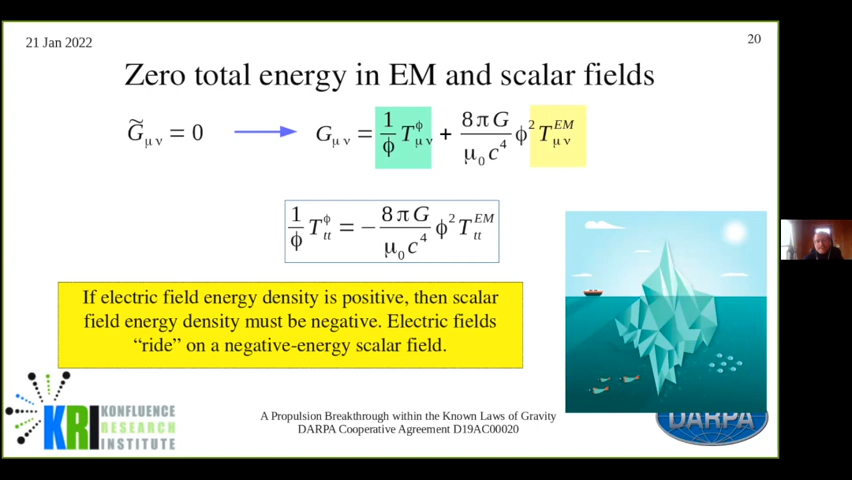 21 Jan 2022
20
Zero total energy in EM and scalar fields
G̃μν = 0 → Gμν = 1/ϕ Tϕμν + 8πG/μ0c4 ϕ2 TEMμν
1/ϕ Tϕtt = − 8πG/μ0c4 ϕ2 TEMtt
If electric field energy density is positive, then scalar
field energy density must be negative. Electric fields
“ride” on a negative-energy scalar field.
KRI KONFLUENCE
RESEARCH
INSTITUTE
A Propulsion Breakthrough within the Known Laws of Gravity
DARPA Cooperative Agreement D19AC00020
DARPA